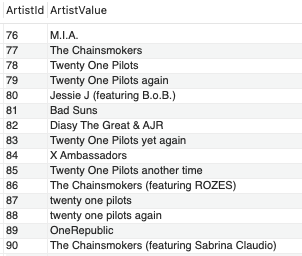 ArtistId ArtistValue
76 M.I.A.
77 The Chainsmokers
78 Twenty One Pilots
79 Twenty One Pilots again
80 Jessie J (featuring B.o.B.)
81 Bad Suns
82 Diasy The Great & AJR
83 Twenty One Pilots yet again
84 X Ambassadors
85 Twenty One Pilots another time
86 The Chainsmokers (featuring ROZES)
87 twenty one pilots
88 twenty one pilots again
89 OneRepublic
90 The Chainsmokers (featuring Sabrina Claudio)